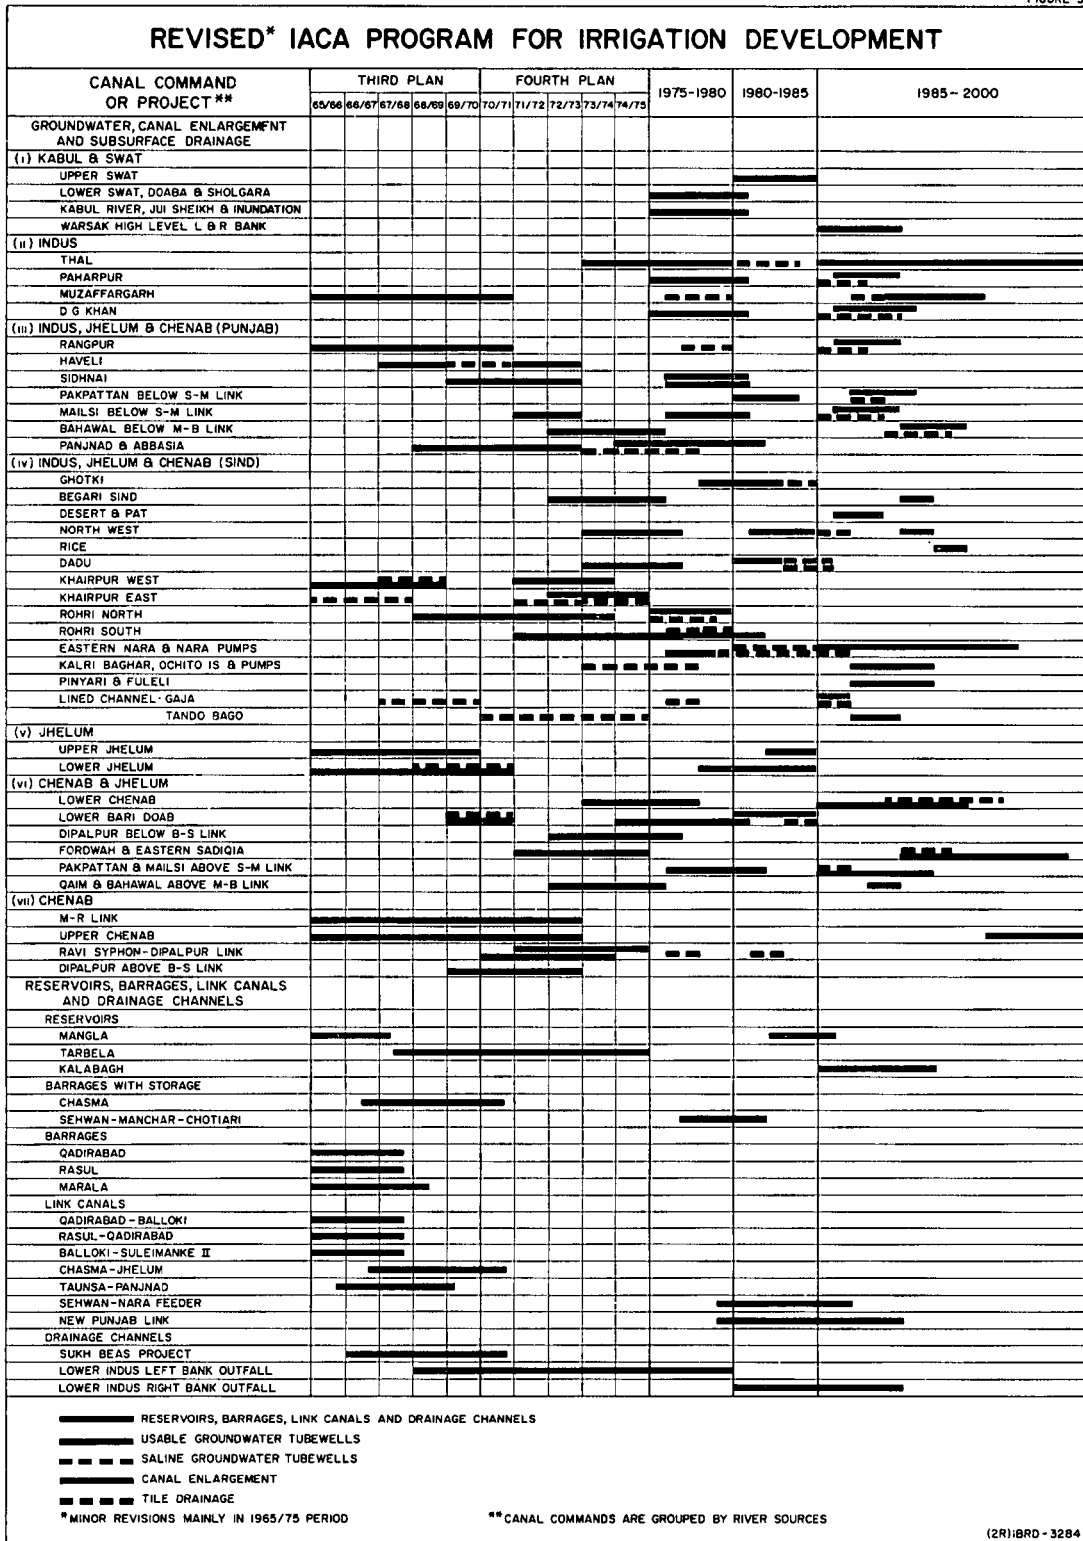 FIGURE 3
REVISED* IACA PROGRAM FOR IRRIGATION DEVELOPMENT
CANAL COMMAND OR PROJECT**
THIRD PLAN
FOURTH PLAN
1975-1980
1980-1985
1985-2000
65/66 66/67 67/68 68/69 69/70 70/71 71/72 72/73 73/74 74/75
GROUNDWATER, CANAL ENLARGEMENT
AND SUBSURFACE DRAINAGE
(i) KABUL & SWAT
UPPER SWAT
LOWER SWAT, DOABA & SHOLGARA
KABUL RIVER, JUI SHEIKH & INUNDATION
WARSAK HIGH LEVEL L & R BANK
(ii) INDUS
THAL
PAHARPUR
MUZAFFARGARH
D G KHAN
(iii) INDUS, JHELUM & CHENAB (PUNJAB)
RANGPUR
HAVELI
SIDHNAI
PAKPATTAN BELOW S-M LINK
MAILSI BELOW S-M LINK
BAHAWAL BELOW M-B LINK
PANJNAD & ABBASIA
(iv) INDUS, JHELUM & CHENAB (SIND)
GHOTKI
BEGARI SIND
DESERT & PAT
NORTH WEST
RICE
DADU
KHAIRPUR WEST
KHAIRPUR EAST
ROHRI NORTH
ROHRI SOUTH
EASTERN NARA & NARA PUMPS
KALRI BAGHAR, OCHITO IS & PUMPS
PINYARI & FULELI
LINED CHANNEL-GAJA
TANDO BAGO
(v) JHELUM
UPPER JHELUM
LOWER JHELUM
(vi) CHENAB & JHELUM
LOWER CHENAB
LOWER BARI DOAB
DIPALPUR BELOW B-S LINK
FORDWAH & EASTERN SADIQIA
PAKPATTAN & MAILSI ABOVE S-M LINK
QAIM & BAHAWAL ABOVE M-B LINK
(vii) CHENAB
M-R LINK
UPPER CHENAB
RAVI SYPHON-DIPALPUR LINK
DIPALPUR ABOVE B-S LINK
RESERVOIRS, BARRAGES, LINK CANALS
AND DRAINAGE CHANNELS
RESERVOIRS
MANGLA
TARBELA
KALABAGH
BARRAGES WITH STORAGE
CHASMA
SEHWAN-MANCHAR-CHOTIARI
BARRAGES
QADIRABAD
RASUL
MARALA
LINK CANALS
QADIRABAD-BALLOKI
RASUL-QADIRABAD
BALLOKI-SULEIMANKE II
CHASMA-JHELUM
TAUNSA-PANJNAD
SEHWAN-NARA FEEDER
NEW PUNJAB LINK
DRAINAGE CHANNELS
SUKH BEAS PROJECT
LOWER INDUS LEFT BANK OUTFALL
LOWER INDUS RIGHT BANK OUTFALL
RESERVOIRS, BARRAGES, LINK CANALS AND DRAINAGE CHANNELS
USABLE GROUNDWATER TUBEWELLS
SALINE GROUNDWATER TUBEWELLS
CANAL ENLARGEMENT
TILE DRAINAGE
*MINOR REVISIONS MAINLY IN 1965/75 PERIOD
**CANAL COMMANDS ARE GROUPED BY RIVER SOURCES
(2R)IBRD-3284